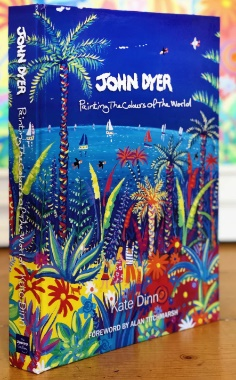 JOHN DYER
Painting The Colours of The World
Kate Dinn
FOREWORD BY ALAN TITCHMARSH
JOHN DYER
Painting The Colours of The World
Kate Dinn